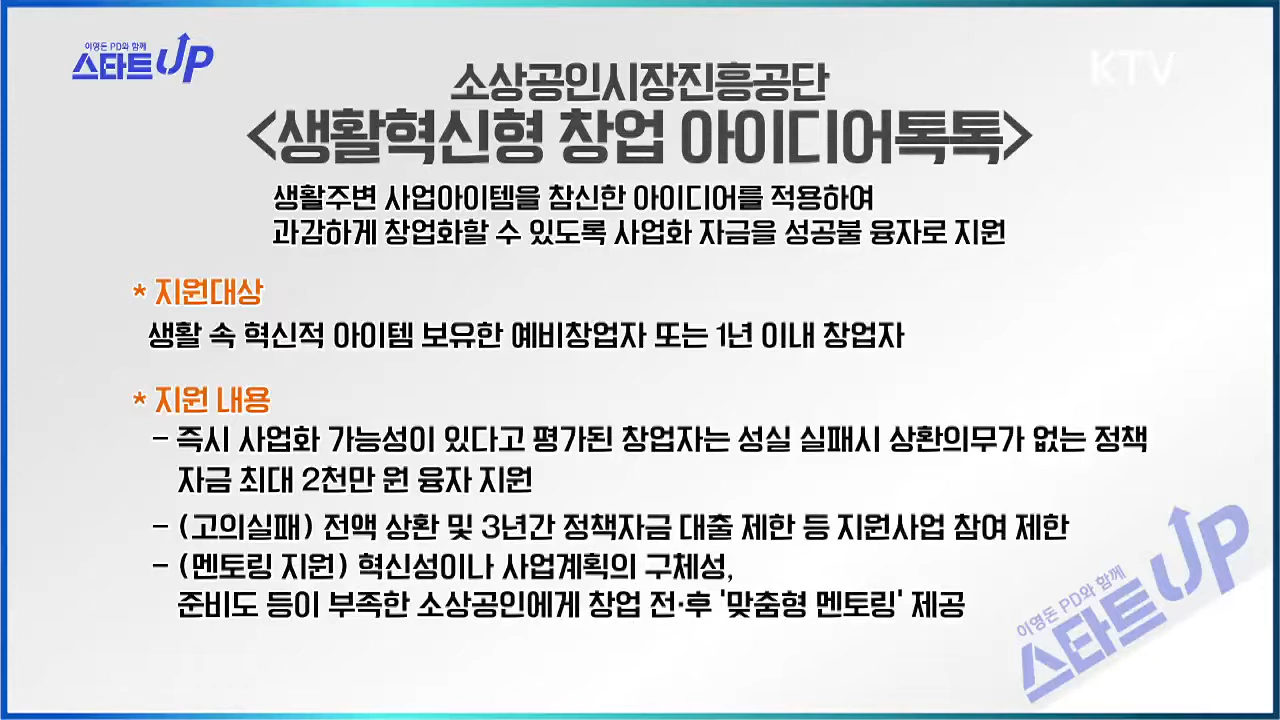 이영돈 PD와 함께
스타트UP
KTV
소상공인시장진흥공단
<생활혁신형 창업 아이디어톡톡>
생활주변 사업아이템을 참신한 아이디어를 적용하여
과감하게 창업화할 수 있도록 사업화 자금을 성공불 융자로 지원
* 지원대상
생활 속 혁신적 아이템 보유한 예비창업자 또는 1년 이내 창업자
* 지원 내용
- 즉시 사업화 가능성이 있다고 평가된 창업자는 성실 실패시 상환의무가 없는 정책
자금 최대 2천만 원 융자 지원
- (고의실패) 전액 상환 및 3년간 정책자금 대출 제한 등 지원사업 참여 제한
- (멘토링 지원) 혁신성이나 사업계획의 구체성,
준비도 등이 부족한 소상공인에게 창업 전·후 '맞춤형 멘토링' 제공
이영돈 PD와 함께
스타트UP